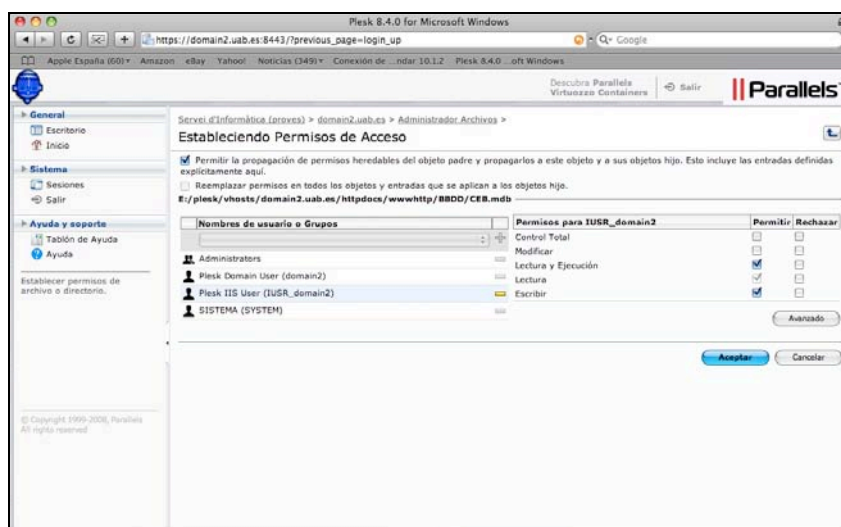 Plesk 8.4.0 for Microsoft Windows
https://domain2.uab.es:8443/?previous_page=login_up
Google
Apple España (60) Amazon eBay Yahoo! Noticias (349) Conexión de ...ndar 10.1.2 Plesk 8.4.0 ...oft Windows
Descubra Parallels
Virtuozzo Containers
Salir
Parallels
General
Escritorio
Inicio
Sistema
Sesiones
Salir
Ayuda y soporte
Tablón de Ayuda
Ayuda
Establecer permisos de
archivo o directorio.
© Copyright 1999-2008, Parallels
All rights reserved
Servei d'Informàtica (proves) > domain2.uab.es > Administrador Archivos >
Estableciendo Permisos de Acceso
Permitir la propagación de permisos heredables del objeto padre y propagarlos a este objeto y a sus objetos hijo. Esto incluye las entradas definidas
explícitamente aquí.
Reemplazar permisos en todos los objetos y entradas que se aplican a los objetos hijo.
E:/plesk/vhosts/domain2.uab.es/httpdocs/wwwhttp/BBDD/CEB.mdb
Nombres de usuario o Grupos
Administrators
Plesk Domain User (domain2)
Plesk IIS User (IUSR_domain2)
SISTEMA (SYSTEM)
Permisos para IUSR_domain2 Permitir Rechazar
Control Total
Modificar
Lectura y Ejecución
Lectura
Escribir
Avanzado
Aceptar Cancelar